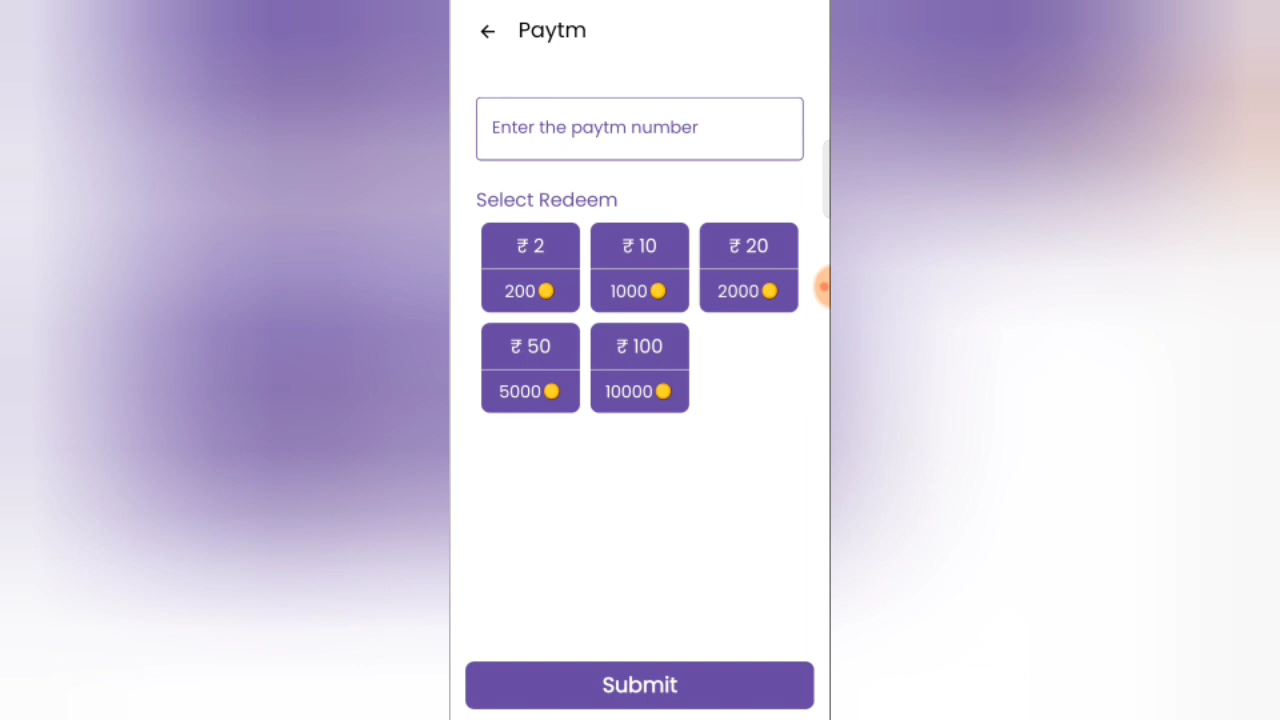 Paytm
Enter the paytm number
Select Redeem
₹ 2 ₹ 10 ₹ 20
200 1000 2000
₹ 50 ₹ 100
5000 10000
Submit